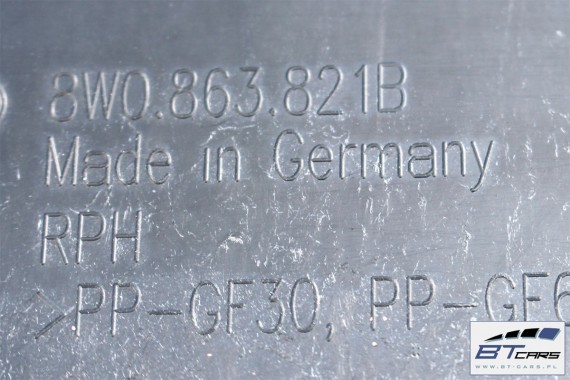 8W0.863.821B
Made in Germany
RPH
>PP-GF30, PP-GF6
BT CARS
WWW.BT-CARS.PL